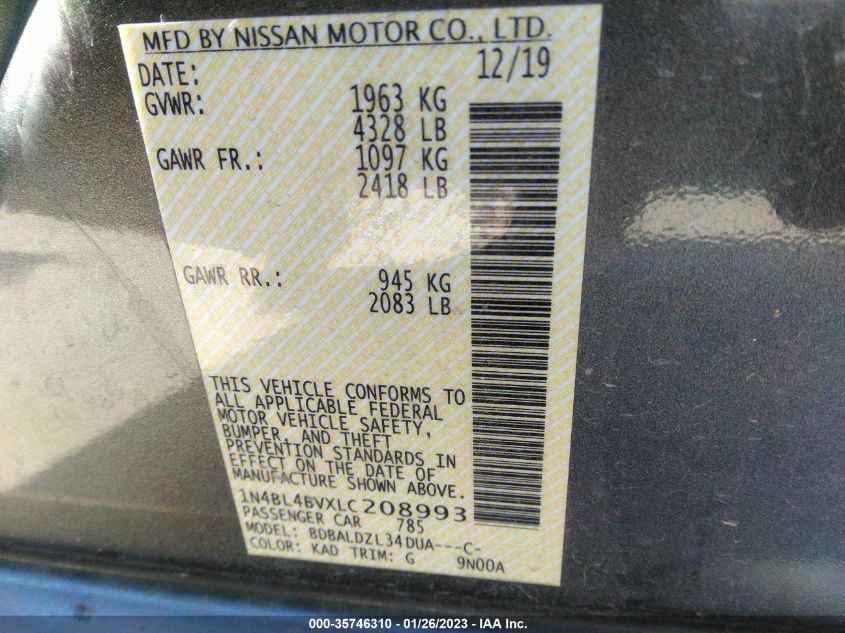 MFD BY NISSAN MOTOR CO., LTD.
DATE: 12/19
GVWR: 1963 KG
4328 LB
GAWR FR.: 1097 KG
2418 LB
GAWR RR.: 945 KG
2083 LB
THIS VEHICLE CONFORMS TO
ALL APPLICABLE FEDERAL
MOTOR VEHICLE SAFETY,
BUMPER, AND THEFT
PREVENTION STANDARDS IN
EFFECT ON THE DATE OF
MANUFACTURE SHOWN ABOVE.
1N4BL4BVXLC208993
PASSENGER CAR 785
MODEL: BDBALDZL34DUA---C-
COLOR: KAD TRIM: G 9N00A
000-35746310 - 01/26/2023 - IAA Inc.